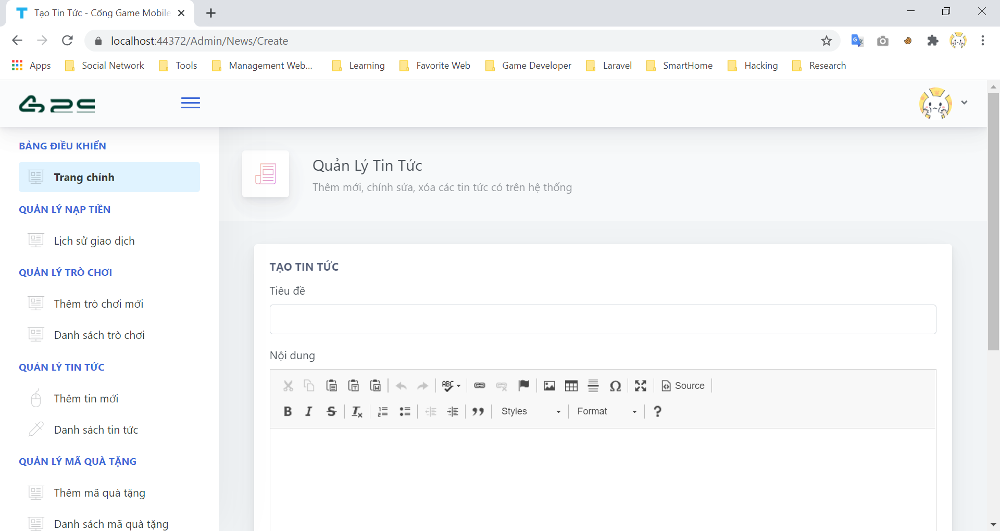 Tạo Tin Tức - Cổng Game Mobile
localhost:44372/Admin/News/Create
Apps Social Network Tools Management Web... Learning Favorite Web Game Developer Laravel SmartHome Hacking Research
G2S
BẢNG ĐIỀU KHIỂN
Trang chính
QUẢN LÝ NẠP TIỀN
Lịch sử giao dịch
QUẢN LÝ TRÒ CHƠI
Thêm trò chơi mới
Danh sách trò chơi
QUẢN LÝ TIN TỨC
Thêm tin mới
Danh sách tin tức
QUẢN LÝ MÃ QUÀ TẶNG
Thêm mã quà tặng
Danh sách mã quà tặng
Quản Lý Tin Tức
Thêm mới, chỉnh sửa, xóa các tin tức có trên hệ thống
TẠO TIN TỨC
Tiêu đề
Nội dung
ABC Source
B I S Styles Format ?